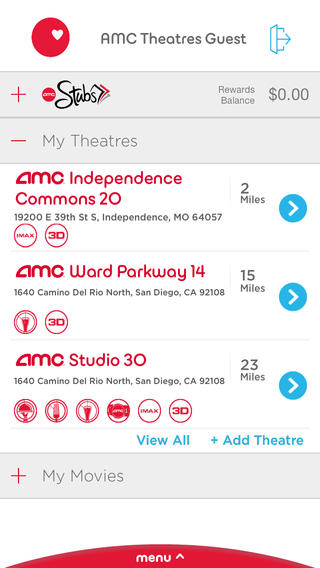 AMC Theatres Guest
amc Stubs
Rewards
Balance
$0.00
My Theatres
amc Independence
Commons 20
2
Miles
19200 E 39th St S, Independence, MO 64057
IMAX 3D
amc Ward Parkway 14
15
Miles
1640 Camino Del Rio North, San Diego, CA 92108
3D
amc Studio 30
23
Miles
1640 Camino Del Rio North, San Diego, CA 92108
IMAX 3D
View All + Add Theatre
My Movies
menu ^